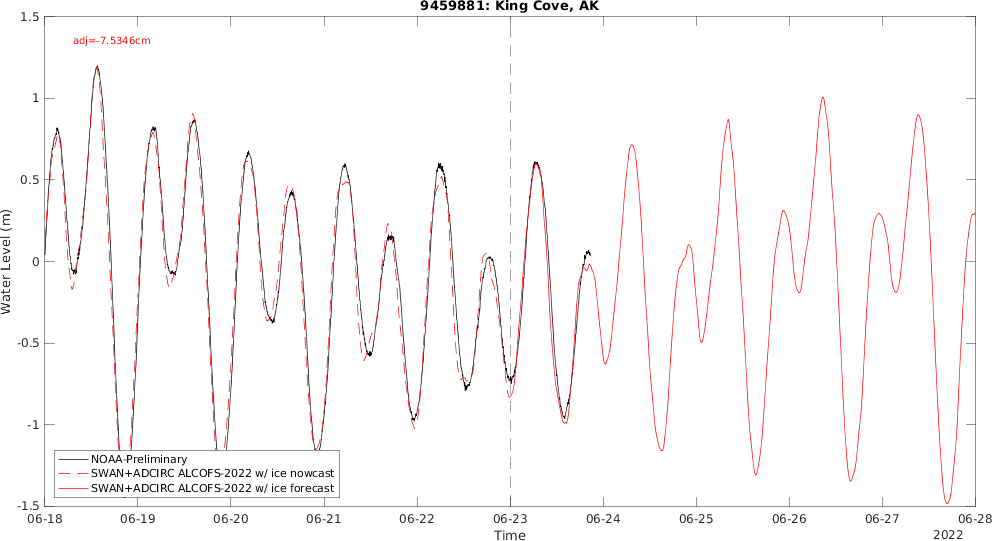 9459881: King Cove, AK
adj=-7.5346cm
Water Level (m)
1.5
1
0.5
0
-0.5
-1
-1.5
NOAA-Preliminary
SWAN+ADCIRC ALCOFS-2022 w/ ice nowcast
SWAN+ADCIRC ALCOFS-2022 w/ ice forecast
06-18 06-19 06-20 06-21 06-22 06-23 06-24 06-25 06-26 06-27 06-28
Time
2022